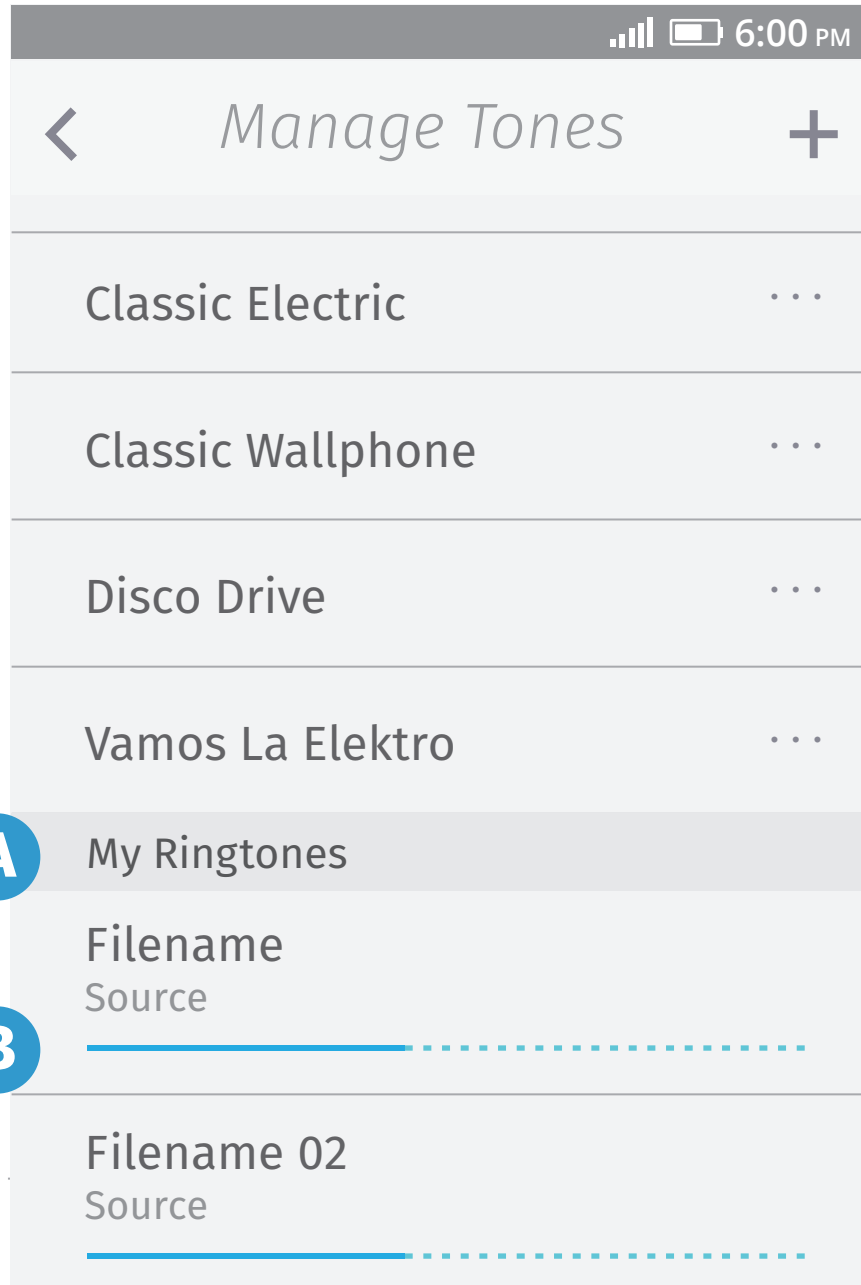 6:00 PM
Manage Tones
Classic Electric
...
Classic Wallphone
...
Disco Drive
...
Vamos La Elektro
...
A
My Ringtones
Filename
Source
B
Filename 02
Source